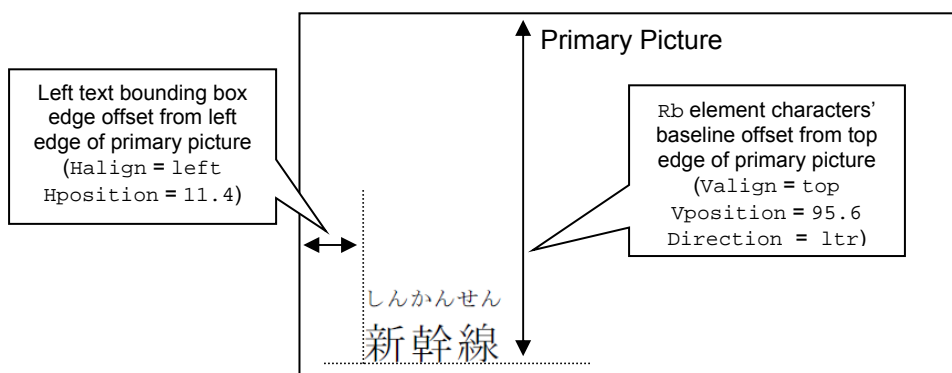 Primary Picture
Left text bounding box
edge offset from left
edge of primary picture
(Halign = left
Hposition = 11.4)
Rb element characters’
baseline offset from top
edge of primary picture
(Valign = top
Vposition = 95.6
Direction = ltr)
しんかんせん
新幹線